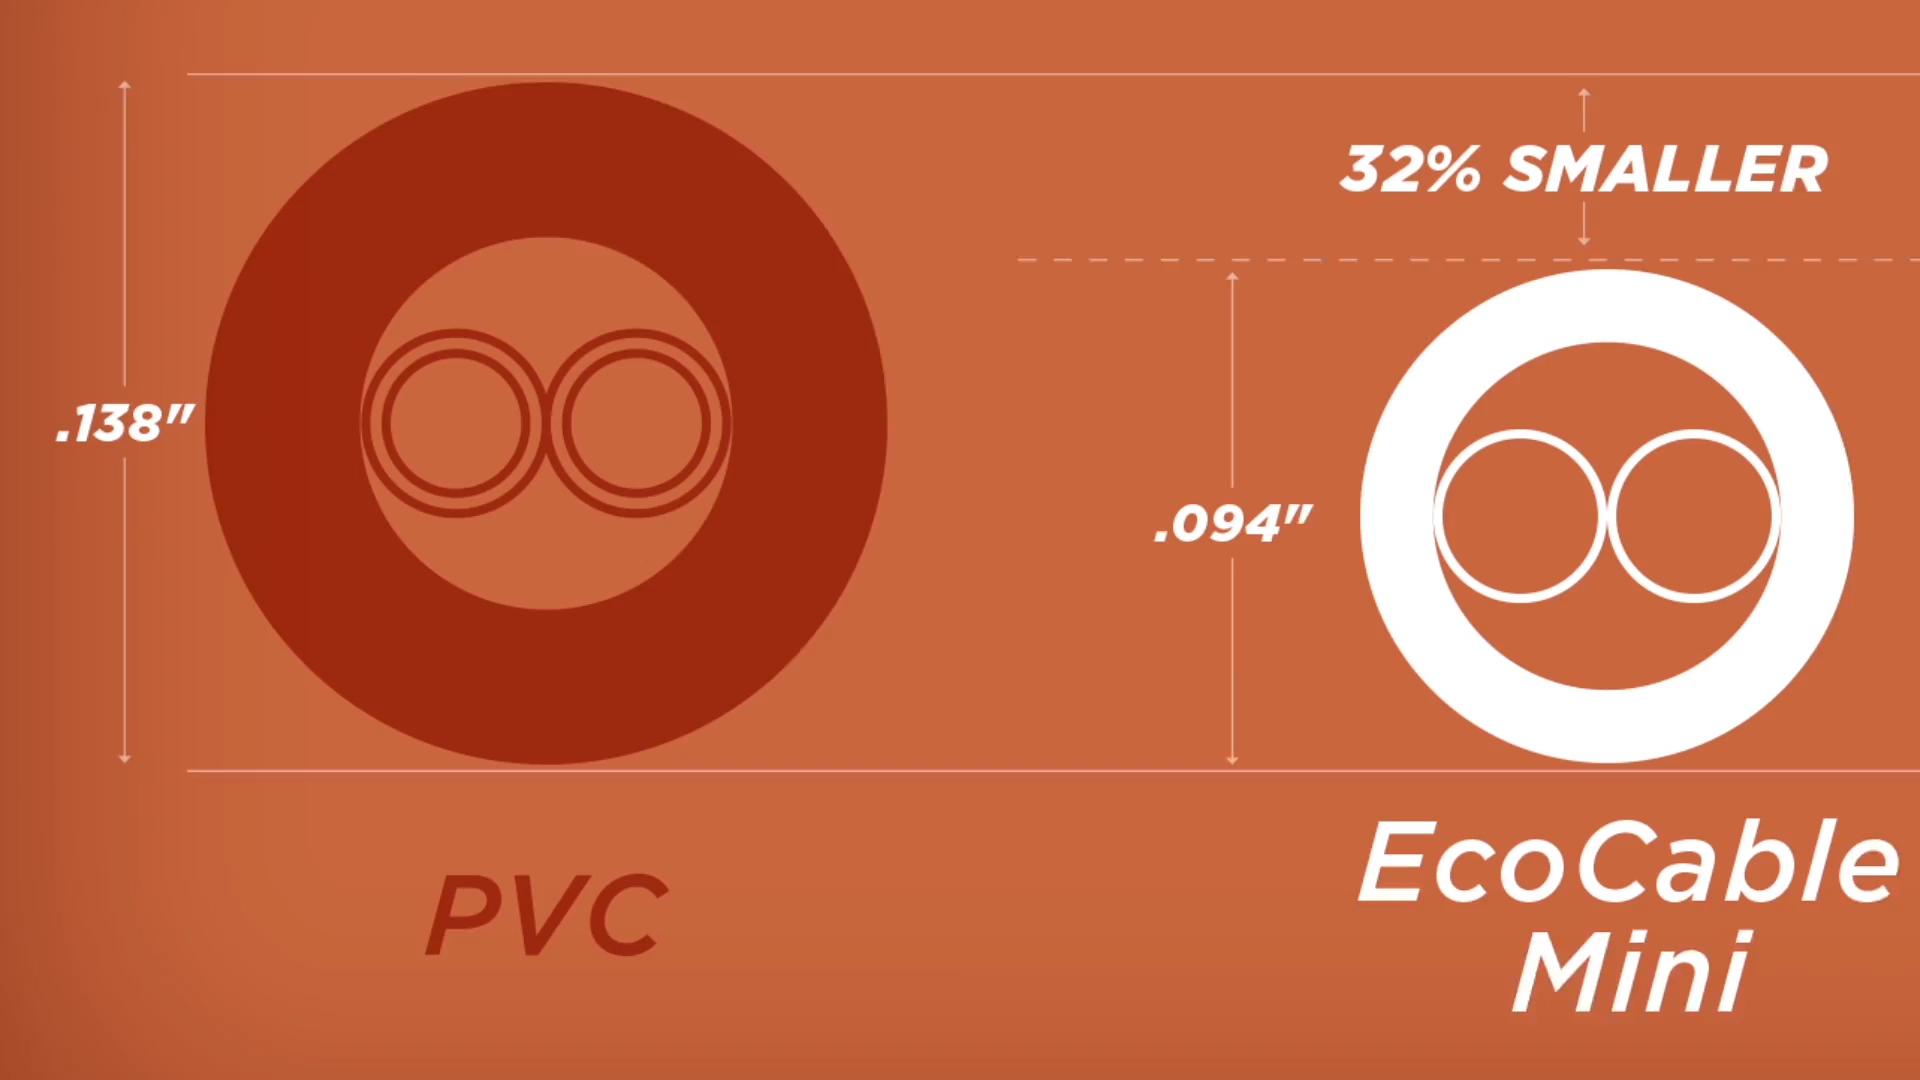 32% SMALLER
.138"
.094"
PVC
EcoCable
Mini